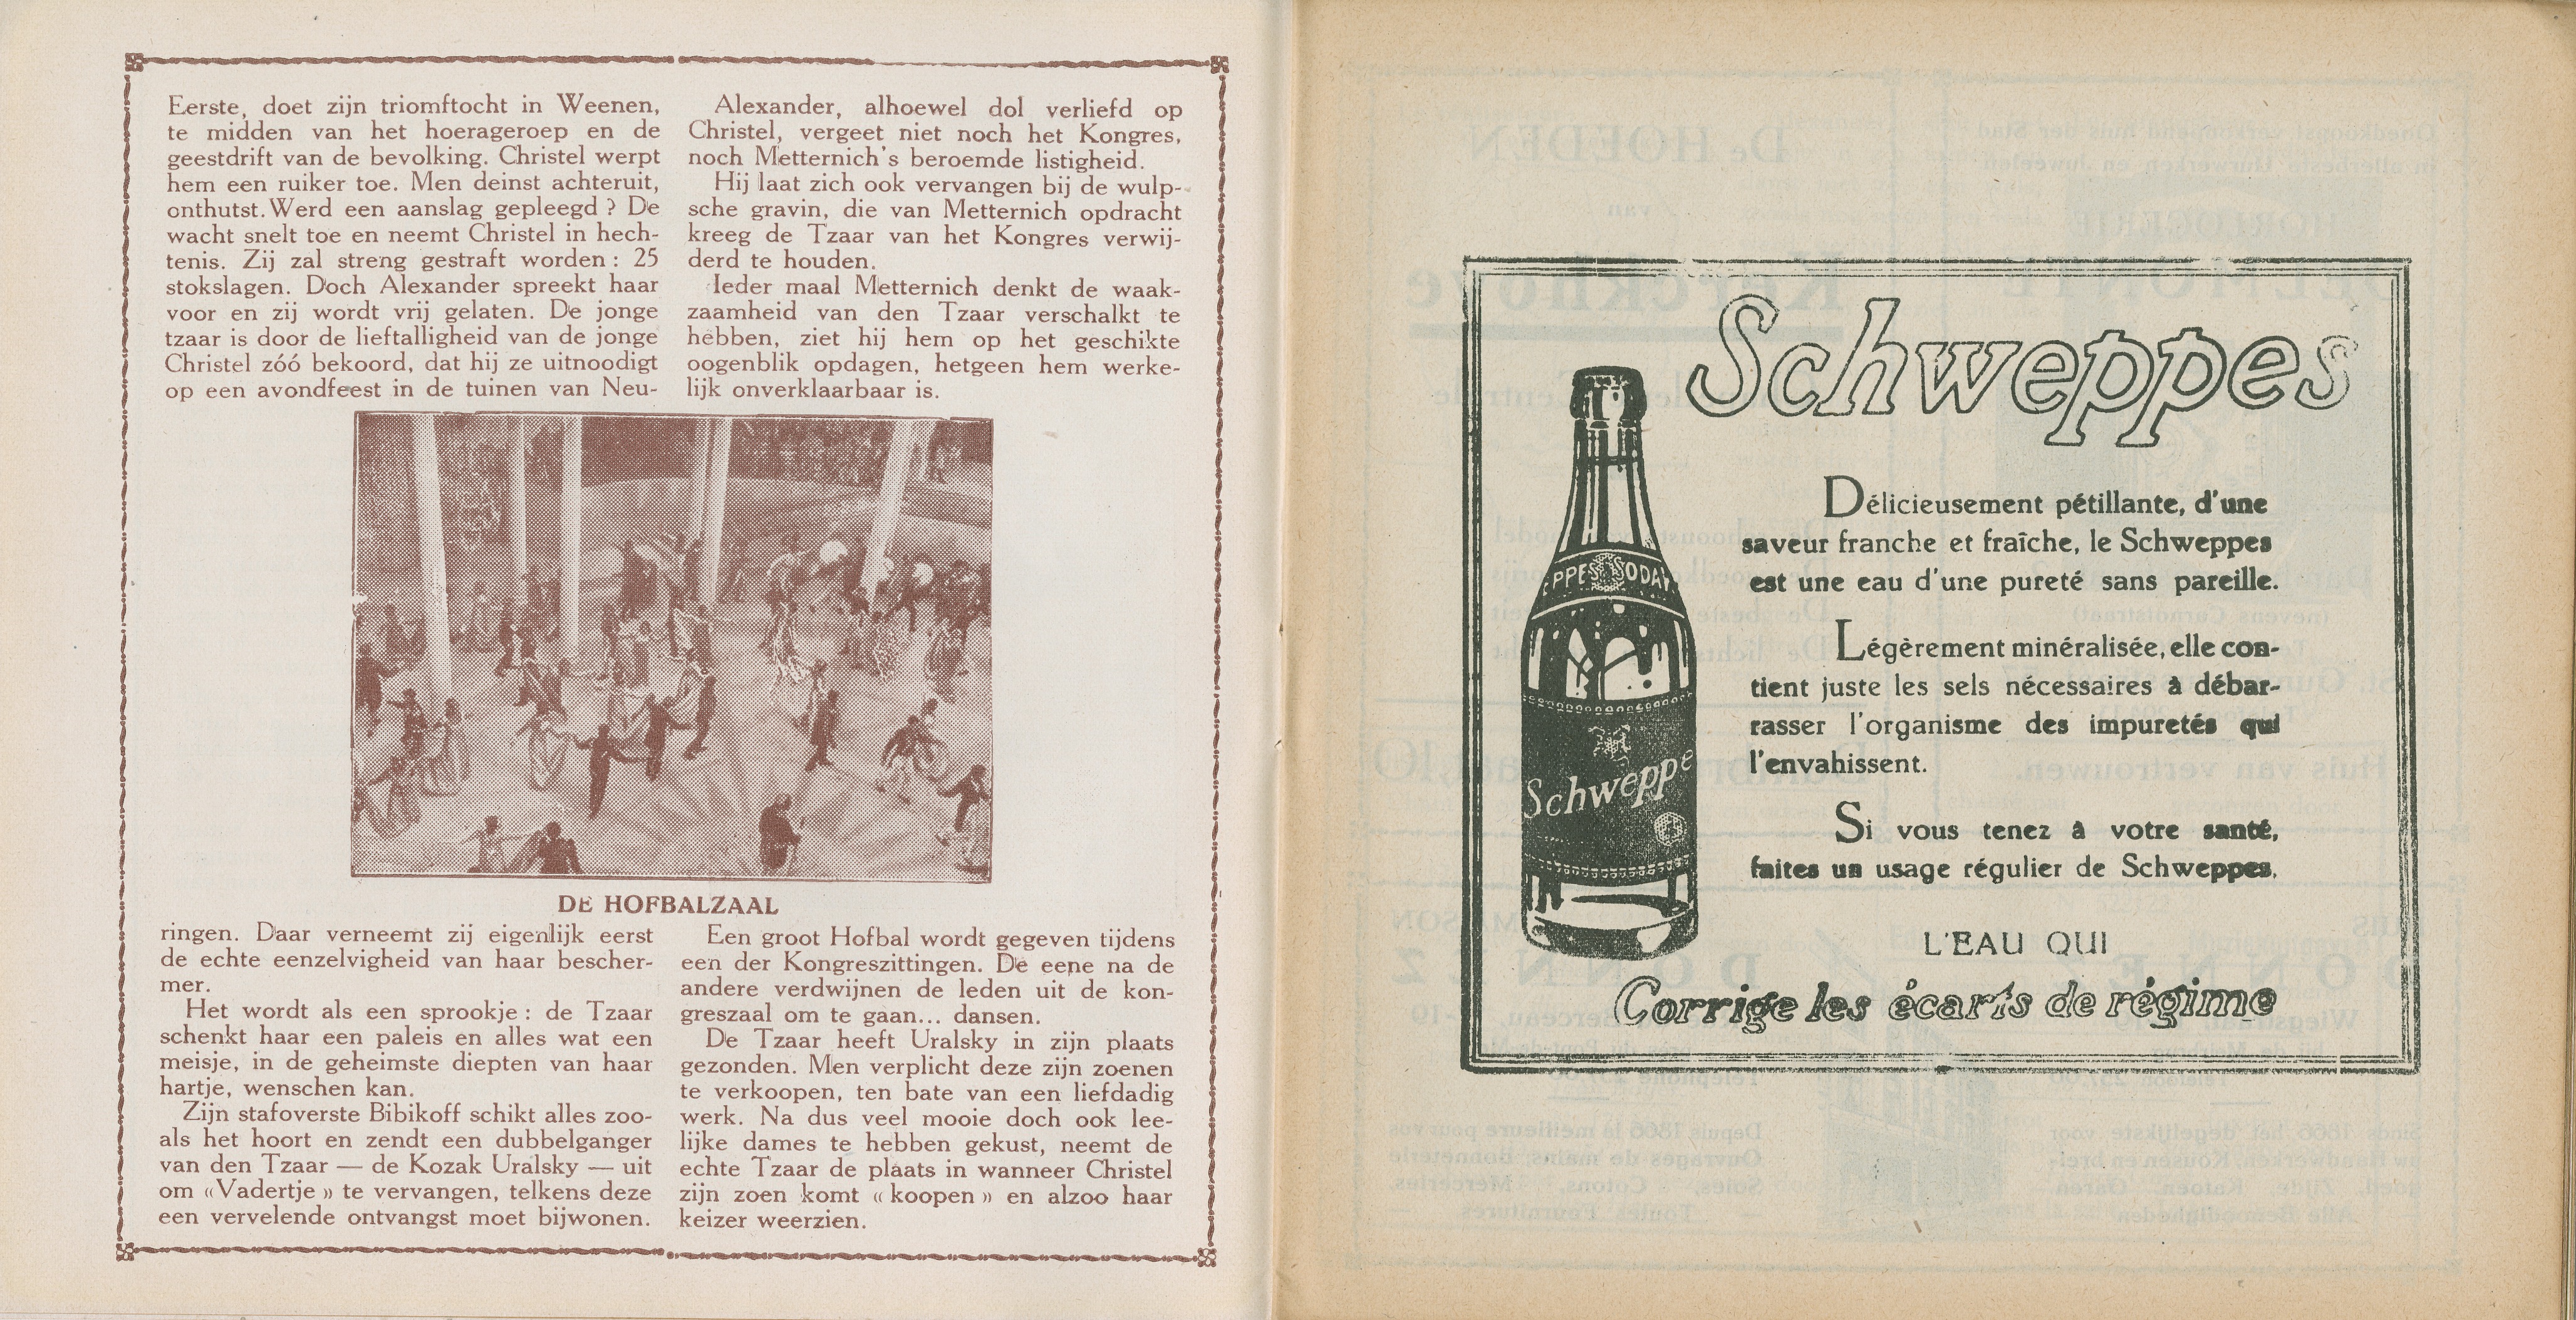 Eerste, doet zijn triomftocht in Weenen,
te midden van het hoerageroep en de
geestdrift van de bevolking. Christel werpt
hem een ruiker toe. Men deinst achteruit,
onthutst. Werd een aanslag gepleegd ? De
wacht snelt toe en neemt Christel in hech-
tenis. Zij zal streng gestraft worden : 25
stokslagen. Doch Alexander spreekt haar
voor en zij wordt vrij gelaten. De jonge
tzaar is door de lieftalligheid van de jonge
Christel zóó bekoord, dat hij ze uitnoodigt
op een avondfeest in de tuinen van Neu-
Alexander, alhoewel dol verliefd op
Christel, vergeet niet noch het Kongres,
noch Metternich's beroemde listigheid.
Hij laat zich ook vervangen bij de wulp-
sche gravin, die van Metternich opdracht
kreeg de Tzaar van het Kongres verwij-
derd te houden.
Ieder maal Metternich denkt de waak-
zaamheid van den Tzaar verschalkt te
hebben, ziet hij hem op het geschikte
oogenblik opdagen, hetgeen hem werke-
lijk onverklaarbaar is.
DE HOFBALZAAL
ringen. Daar verneemt zij eigenlijk eerst
de echte eenzelvigheid van haar bescher-
mer.
Het wordt als een sprookje : de Tzaar
schenkt haar een paleis en alles wat een
meisje, in de geheimste diepten van haar
hartje, wenschen kan.
Zijn stafoverste Bibikoff schikt alles zoo-
als het hoort en zendt een dubbelganger
van den Tzaar — de Kozak Uralsky — uit
om « Vadertje » te vervangen, telkens deze
een vervelende ontvangst moet bijwonen.
Een groot Hofbal wordt gegeven tijdens
een der Kongreszittingen. De eene na de
andere verdwijnen de leden uit de kon-
greszaal om te gaan... dansen.
De Tzaar heeft Uralsky in zijn plaats
gezonden. Men verplicht deze zijn zoenen
te verkoopen, ten bate van een liefdadig
werk. Na dus veel mooie doch ook lee-
lijke dames te hebben gekust, neemt de
echte Tzaar de plaats in wanneer Christel
zijn zoen komt « koopen » en alzoo haar
keizer weerzien.
Schweppes
PPES SODA
Schweppe
Délicieusement pétillante, d'une
saveur franche et fraîche, le Schweppes
est une eau d'une pureté sans pareille.
Légèrement minéralisée, elle con-
tient juste les sels nécessaires à débar-
rasser l'organisme des impuretés qui
l'envahissent.
Si vous tenez à votre santé,
faites un usage régulier de Schweppes.
L'EAU QUI
Corrige les écarts de régime